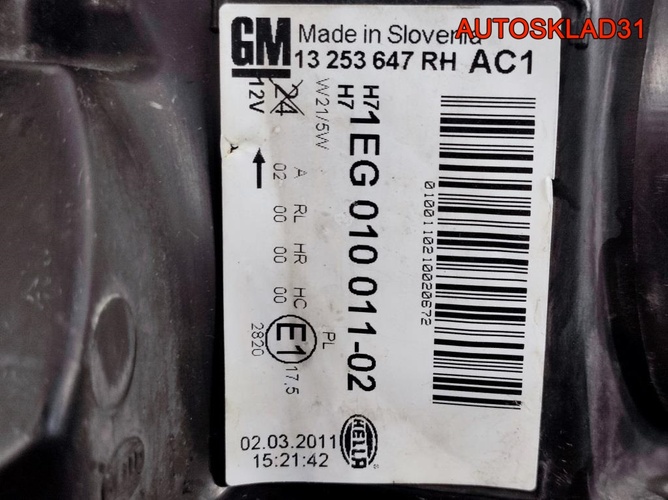 AUTOSKLAD31
GM Made in Slovenia
13 253 647 RH AC1
12V 24
W21/5W
H7
H7
1EG 010 011-02
A RL HR HC
02 00 00 00
E1
PL
17.5
2820
0100110210020672
02.03.2011
15:21:42
HELLA